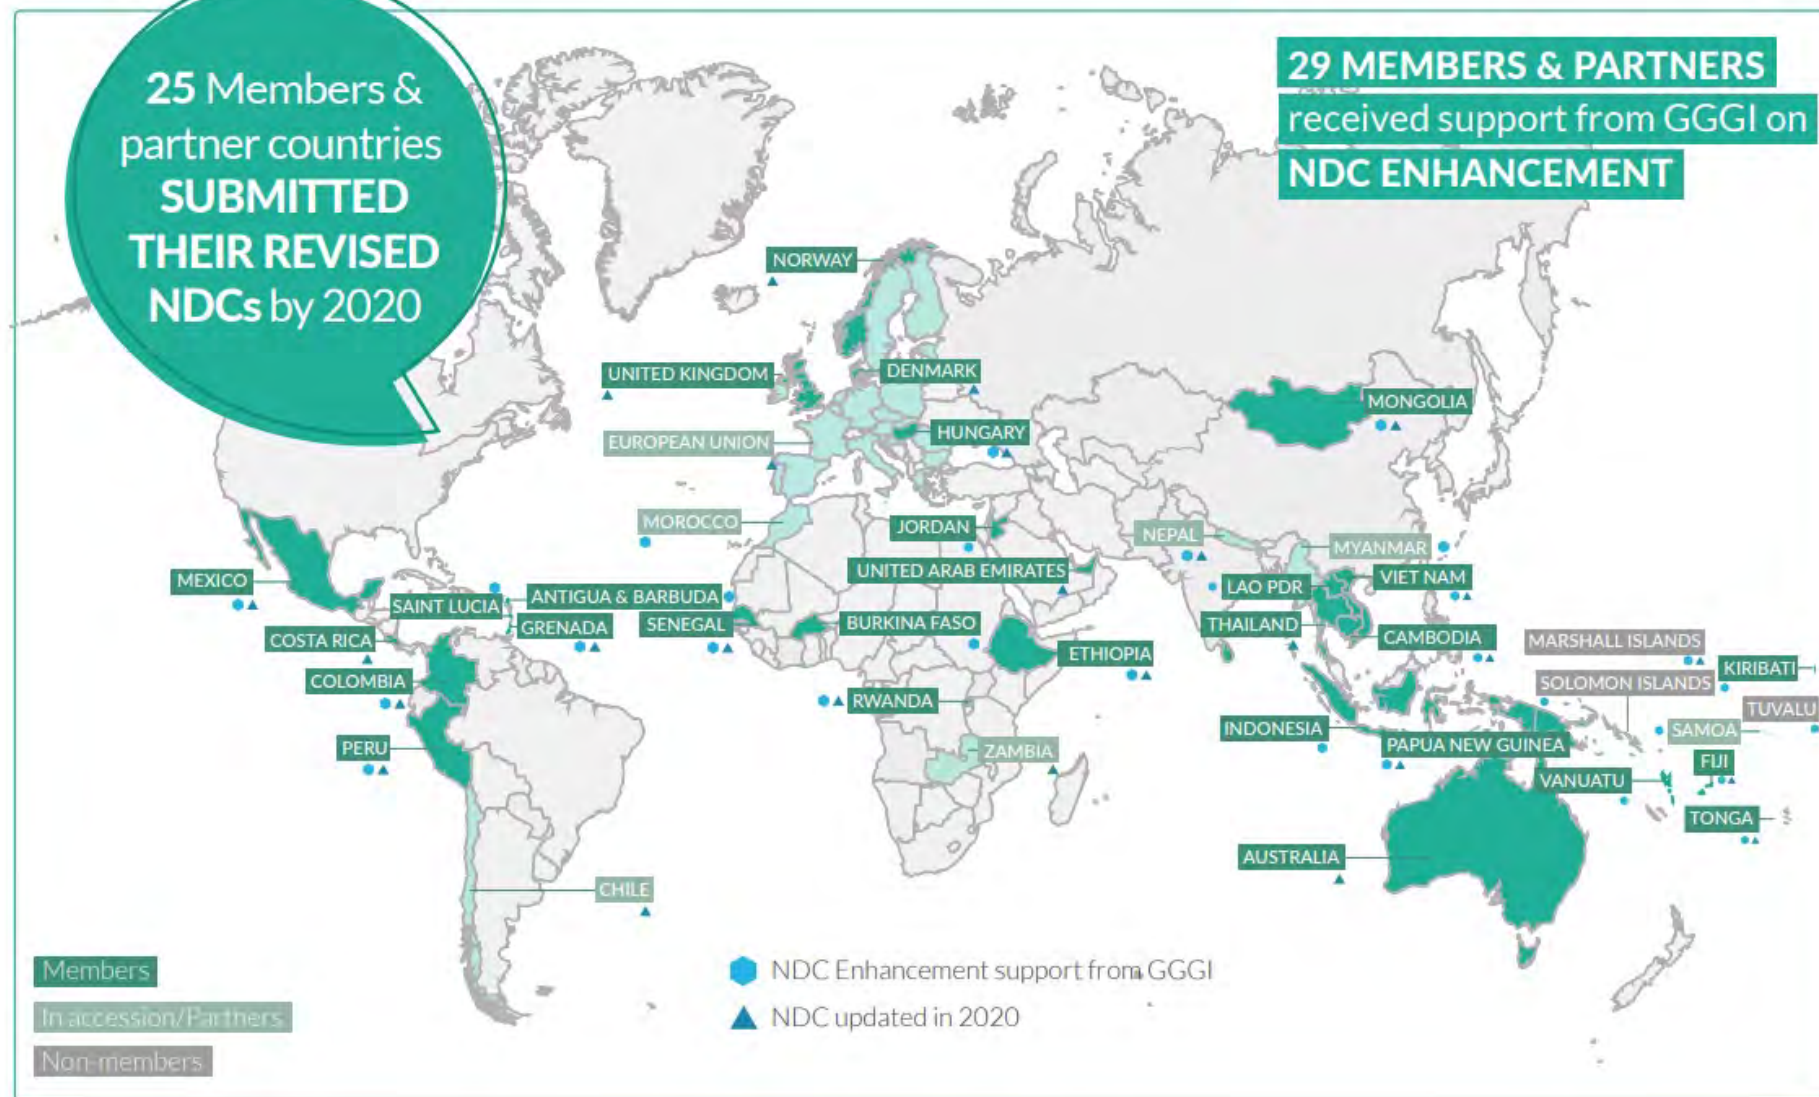 25 Members &
partner countries
SUBMITTED
THEIR REVISED
NDCs by 2020
29 MEMBERS & PARTNERS
received support from GGGI on
NDC ENHANCEMENT
NORWAY
UNITED KINGDOM
DENMARK
MONGOLIA
EUROPEAN UNION
HUNGARY
MOROCCO
JORDAN
NEPAL
MYANMAR
MEXICO
UNITED ARAB EMIRATES
LAO PDR
VIET NAM
SAINT LUCIA
ANTIGUA & BARBUDA
GRENADA
SENEGAL
BURKINA FASO
THAILAND
CAMBODIA
COSTA RICA
ETHIOPIA
MARSHALL ISLANDS
KIRIBATI
COLOMBIA
RWANDA
SOLOMON ISLANDS
TUVALU
PERU
ZAMBIA
INDONESIA
PAPUA NEW GUINEA
SAMOA
FIJI
VANUATU
TONGA
AUSTRALIA
CHILE
Members
In accession/Parthers
Non-members
NDC Enhancement support from GGGI
NDC updated in 2020